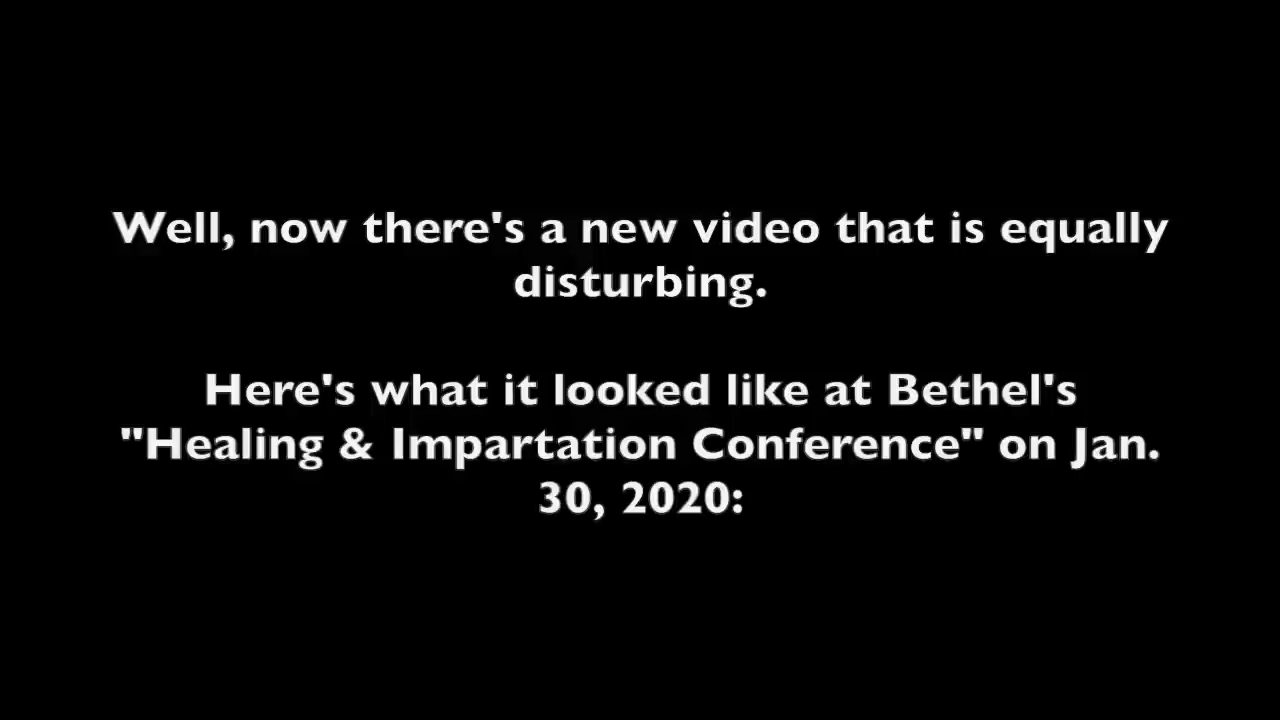 Well, now there's a new video that is equally
disturbing.
Here's what it looked like at Bethel's
"Healing & Impartation Conference" on Jan.
30, 2020: